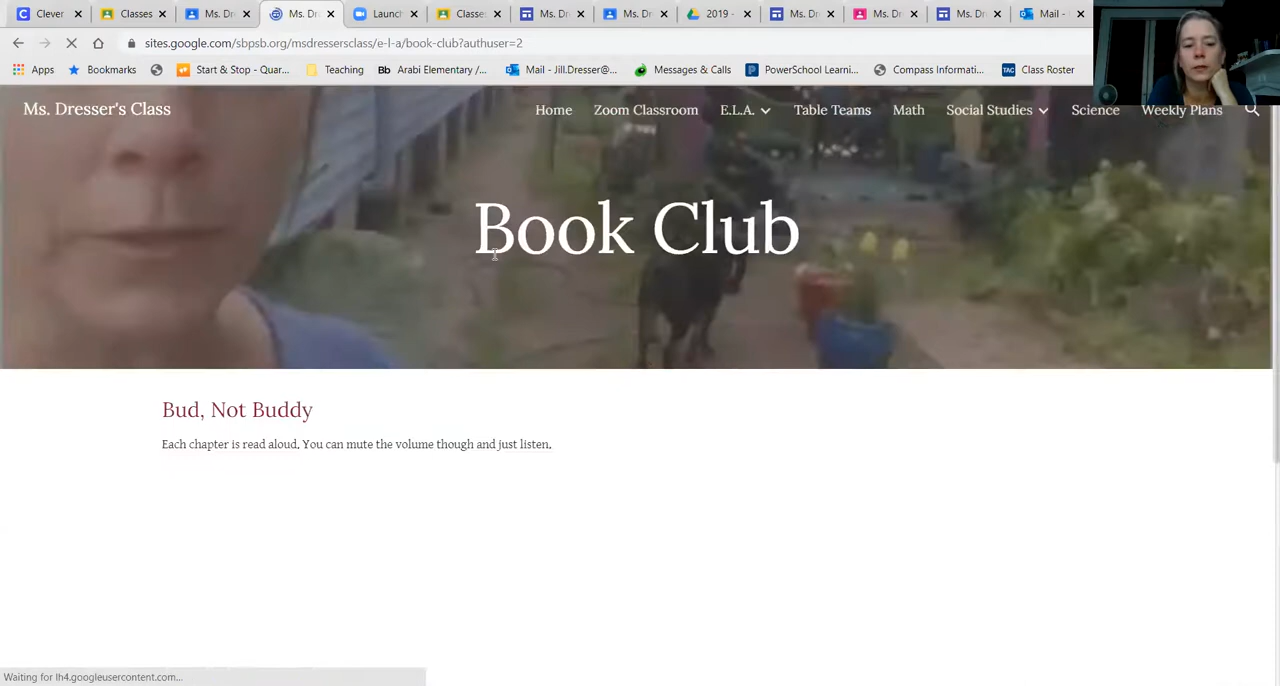 Clever
Classes
Ms. Dr
Ms. Dr
Launch
Classe
Ms. Dr
Ms. Dr
2019 -
Ms. Dr
Ms. Dr
Ms. Dr
Mail -
sites.google.com/sbpsb.org/msdressersclass/e-l-a/book-club?authuser=2
Apps
Bookmarks
Start & Stop - Quar...
Teaching
Bb Arabi Elementary /...
Mail - Jill.Dresser@...
Messages & Calls
PowerSchool Learni...
Compass Informati...
TAC Class Roster
Ms. Dresser's Class
Home
Zoom Classroom
E.L.A.
Table Teams
Math
Social Studies
Science
Weekly Plans
Book Club
Bud, Not Buddy
Each chapter is read aloud. You can mute the volume though and just listen.
Waiting for lh4.googleusercontent.com...